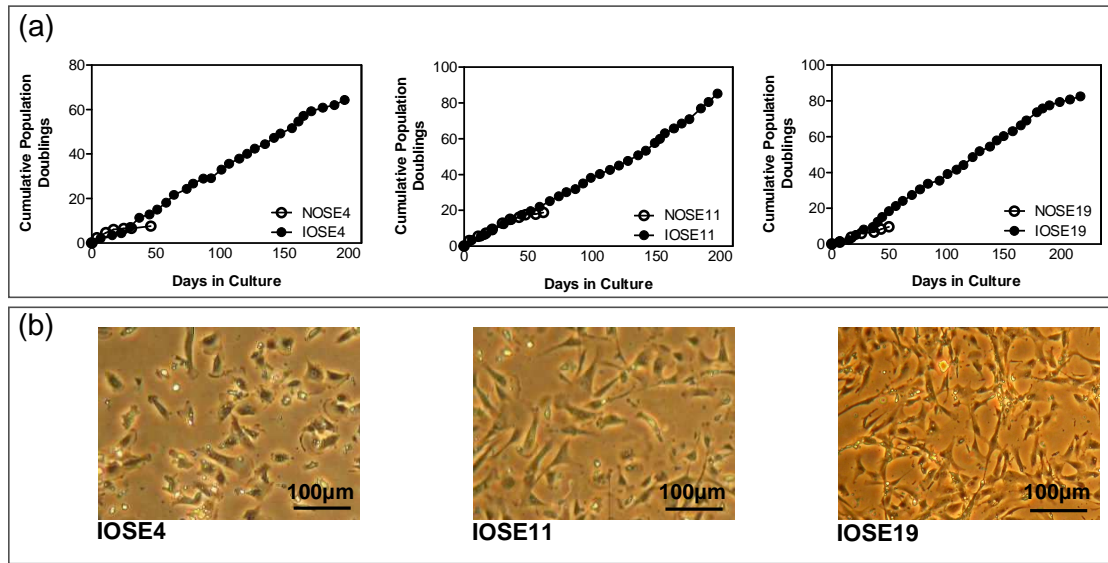 (a)
80
60
40
20
0
0 50 100 150 200
Cumulative Population
Doublings
Days in Culture
NOSE4
IOSE4
100
80
60
40
20
0
0 50 100 150 200
Cumulative Population
Doublings
Days in Culture
NOSE11
IOSE11
100
80
60
40
20
0
0 50 100 150 200
Cumulative Population
Doublings
Days in Culture
NOSE19
IOSE19
(b)
100µm
IOSE4
100µm
IOSE11
100µm
IOSE19